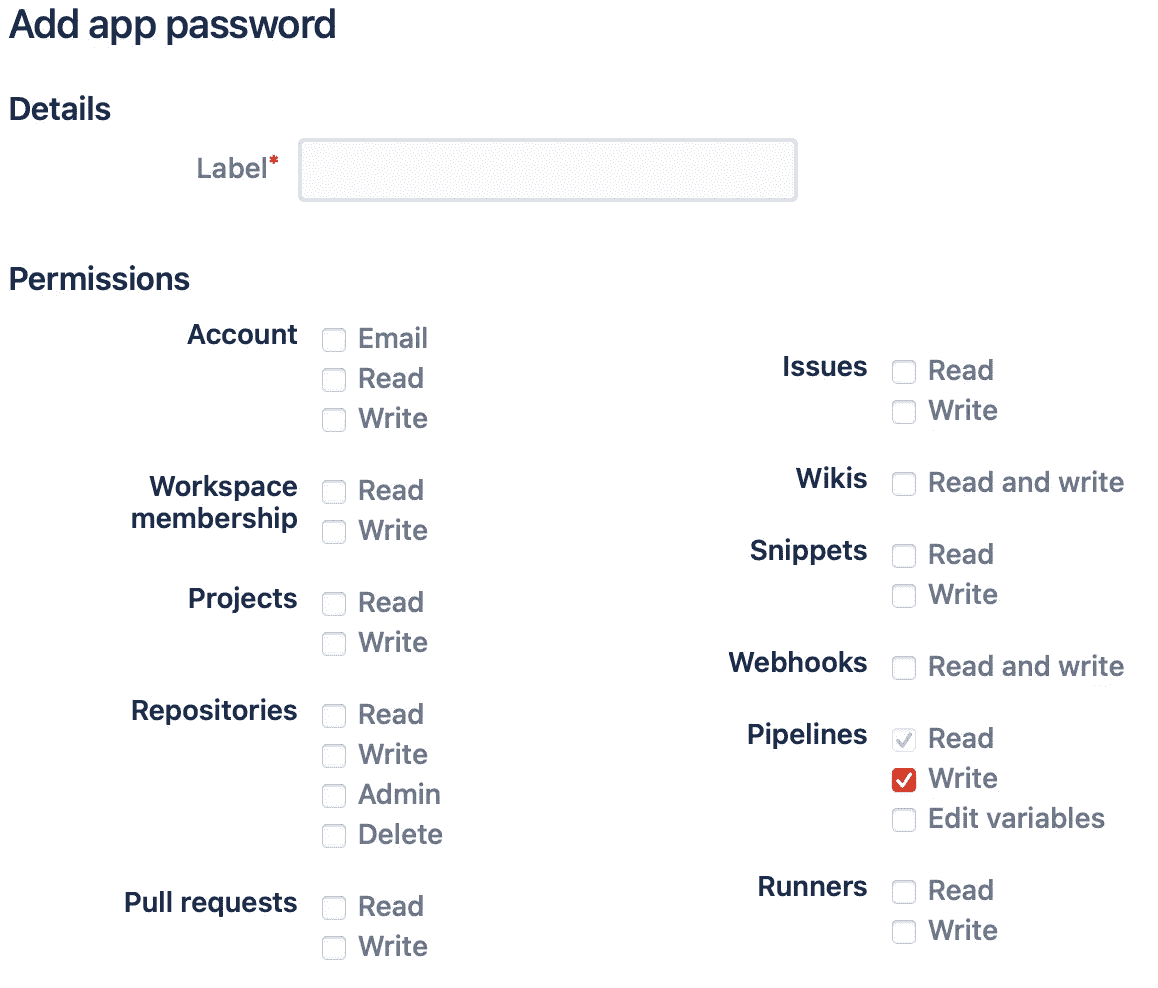 Add app password
Details
Label*
Permissions
Account
Email
Read
Write
Workspace
membership
Read
Write
Projects
Read
Write
Repositories
Read
Write
Admin
Delete
Pull requests
Read
Write
Issues
Read
Write
Wikis
Read and write
Snippets
Read
Write
Webhooks
Read and write
Pipelines
Read
Write
Edit variables
Runners
Read
Write